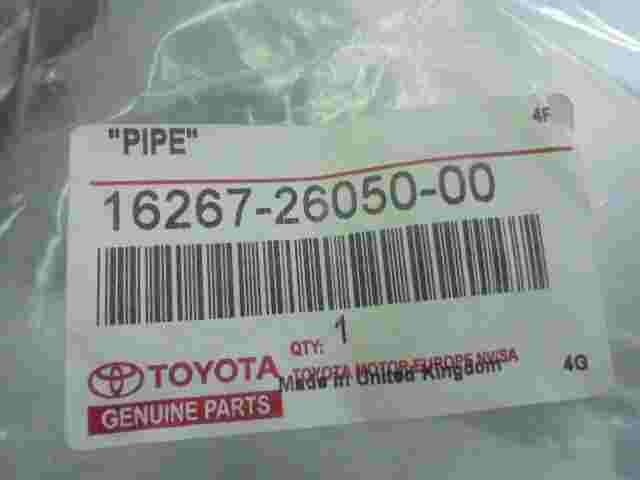 4F
"PIPE"
16267-26050-00
QTY: 1
TOYOTA
TOYOTA MOTOR EUROPE NV/SA
Made in United Kingdom
4G
GENUINE PARTS